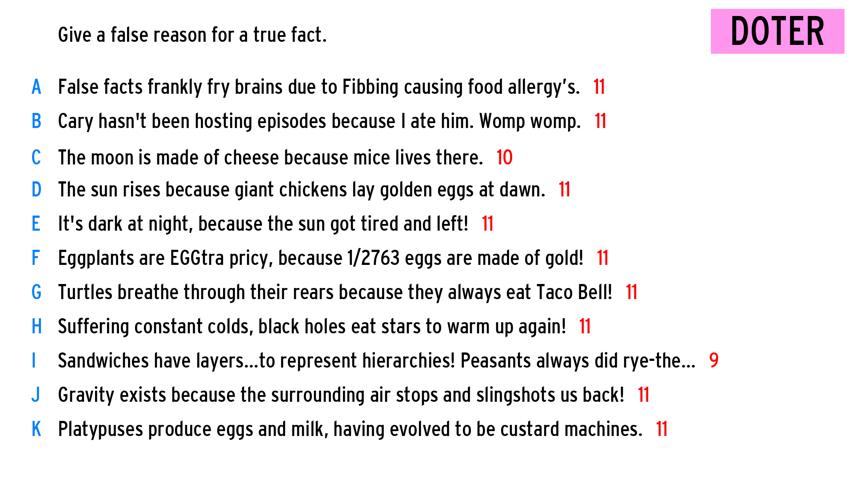 Give a false reason for a true fact.
DOTER
A False facts frankly fry brains due to Fibbing causing food allergy's. 11
B Cary hasn't been hosting episodes because I ate him. Womp womp. 11
C The moon is made of cheese because mice lives there. 10
D The sun rises because giant chickens lay golden eggs at dawn. 11
E It's dark at night, because the sun got tired and left! 11
F Eggplants are EGGtra pricy, because 1/2763 eggs are made of gold! 11
G Turtles breathe through their rears because they always eat Taco Bell! 11
H Suffering constant colds, black holes eat stars to warm up again! 11
I Sandwiches have layers...to represent hierarchies! Peasants always did rye-the... 9
J Gravity exists because the surrounding air stops and slingshots us back! 11
K Platypuses produce eggs and milk, having evolved to be custard machines. 11